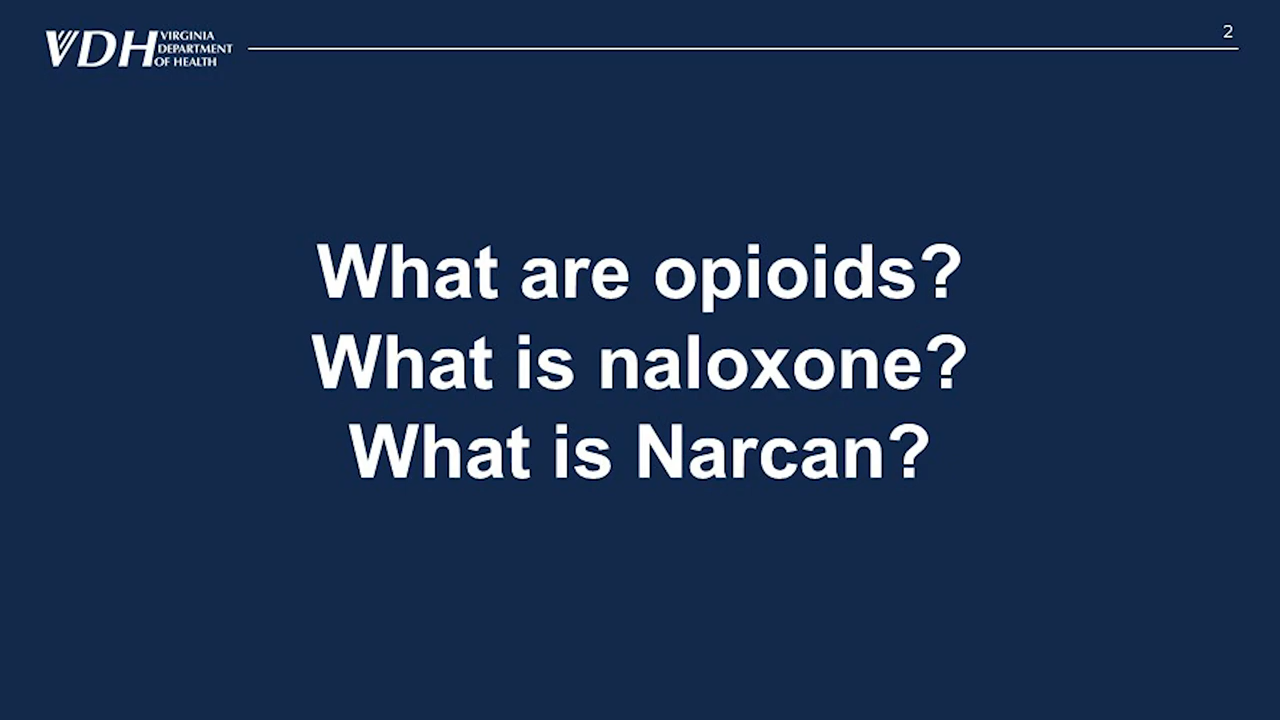 VDH VIRGINIA
DEPARTMENT
OF HEALTH
2
What are opioids?
What is naloxone?
What is Narcan?